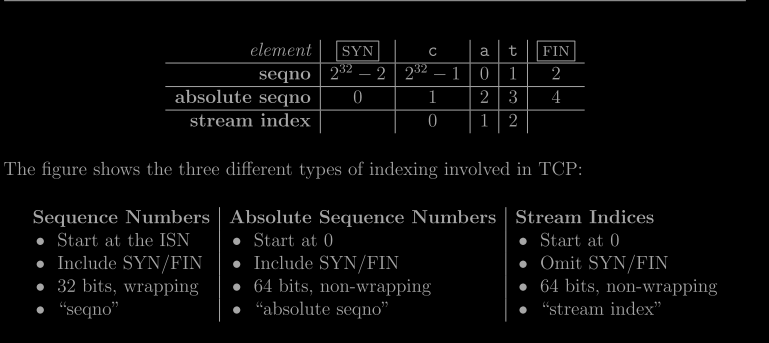 element SYN c a t FIN
seqno 2^32 − 2 2^32 − 1 0 1 2
absolute seqno 0 1 2 3 4
stream index 0 1 2
The figure shows the three different types of indexing involved in TCP:
Sequence Numbers Absolute Sequence Numbers Stream Indices
• Start at the ISN • Start at 0 • Start at 0
• Include SYN/FIN • Include SYN/FIN • Omit SYN/FIN
• 32 bits, wrapping • 64 bits, non-wrapping • 64 bits, non-wrapping
• “seqno” • “absolute seqno” • “stream index”